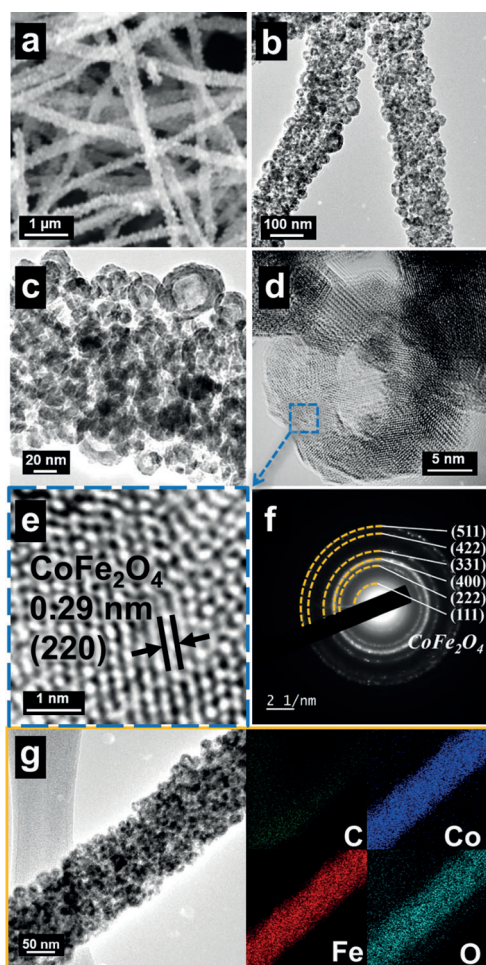 a
1 µm
b
100 nm
c
20 nm
d
5 nm
e
CoFe₂O₄
0.29 nm
(220)
1 nm
f
(511)
(422)
(331)
(400)
(222)
(111)
CoFe₂O₄
2 1/nm
g
50 nm
C
Co
Fe
O